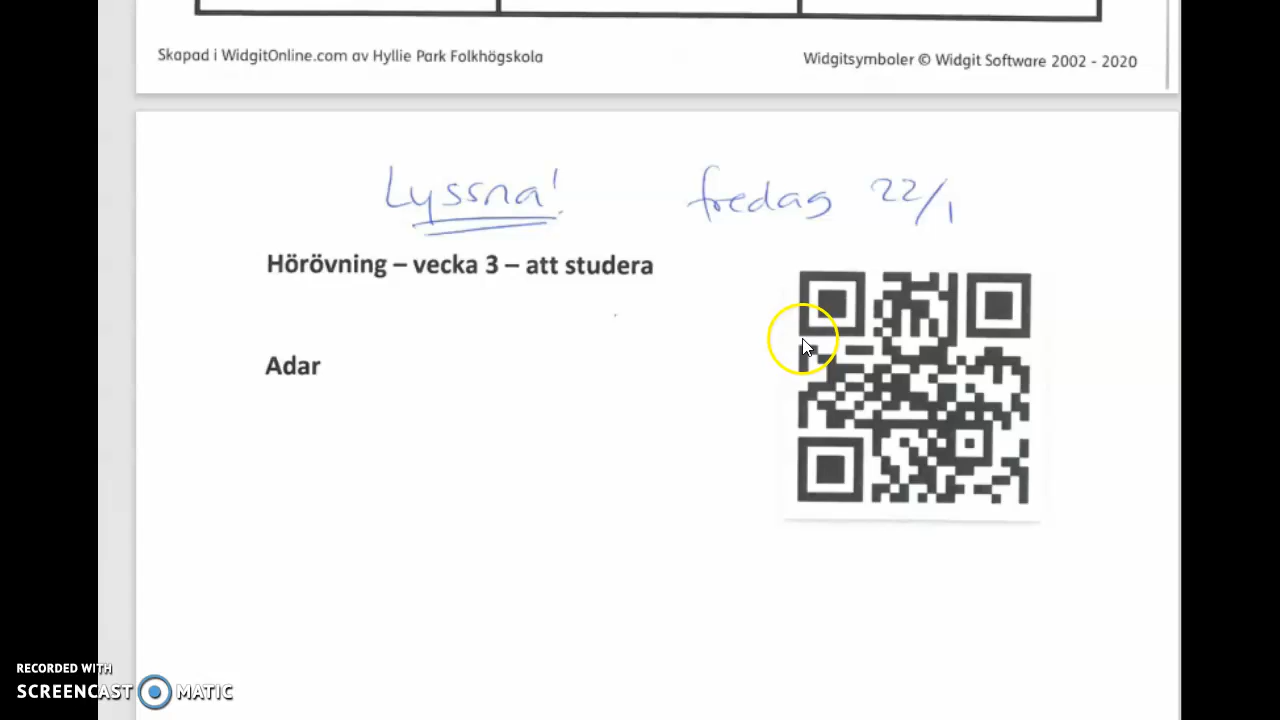 Skapad i WidgitOnline.com av Hyllie Park Folkhögskola
Widgitsymboler © Widgit Software 2002 - 2020
Lyssna! fredag 22/1
Hörövning – vecka 3 – att studera
Adar
RECORDED WITH
SCREENCAST MATIC